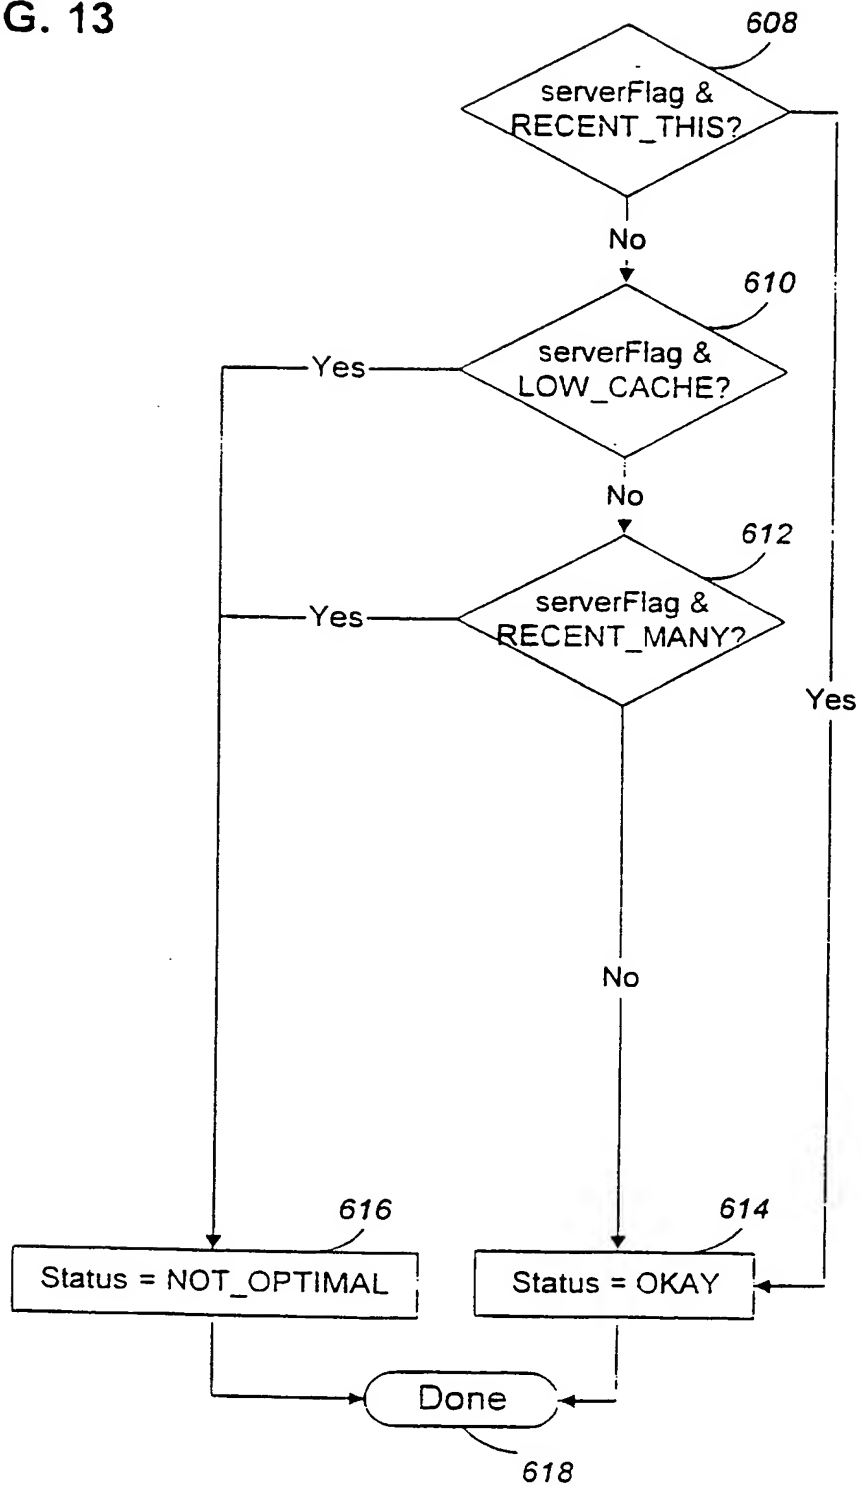 G. 13
608
serverFlag &
RECENT_THIS?
No
610
serverFlag &
LOW_CACHE?
Yes
No
612
serverFlag &
RECENT_MANY?
Yes
Yes
No
616
614
Status = NOT_OPTIMAL
Status = OKAY
Done
618